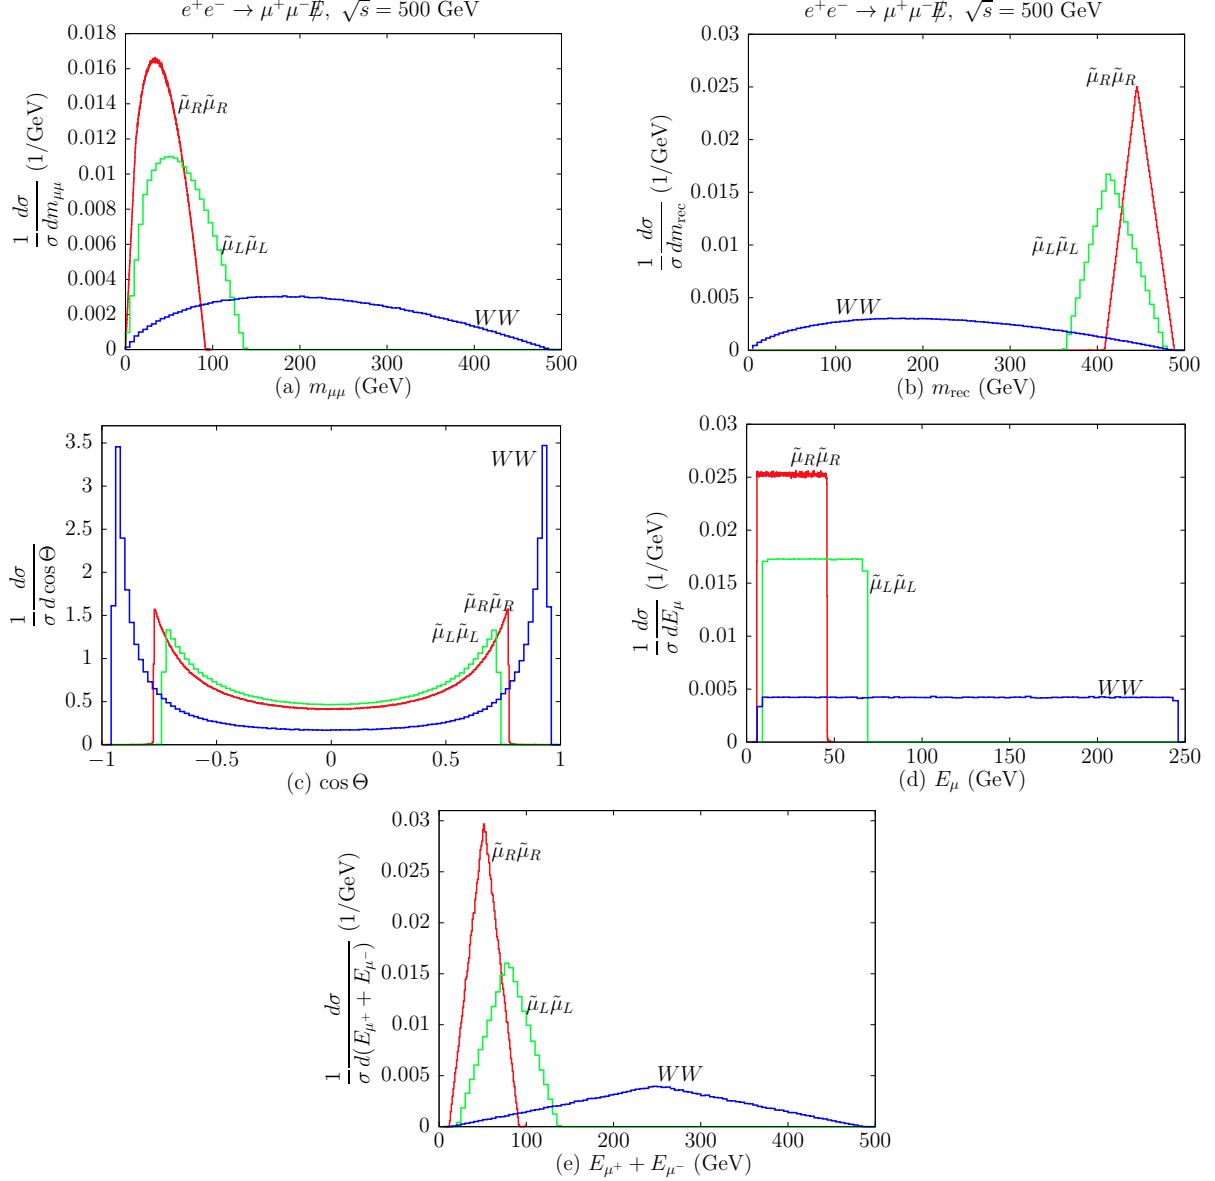 e⁺e⁻ → μ⁺μ⁻E̸, √s = 500 GeV
0.018
0.016
0.014
0.012
0.01
0.008
0.006
0.004
0.002
0
1/σ dσ/dm_μμ (1/GeV)
μ̃_Rμ̃_R
μ̃_Lμ̃_L
WW
0 100 200 300 400 500
(a) m_μμ (GeV)
e⁺e⁻ → μ⁺μ⁻E̸, √s = 500 GeV
0.03
0.025
0.02
0.015
0.01
0.005
0
1/σ dσ/dm_rec (1/GeV)
μ̃_Rμ̃_R
μ̃_Lμ̃_L
WW
0 100 200 300 400 500
(b) m_rec (GeV)
3.5
3
2.5
2
1.5
1
0.5
0
1/σ dσ/d cos Θ
WW
μ̃_Rμ̃_R
μ̃_Lμ̃_L
−1 −0.5 0 0.5 1
(c) cos Θ
0.03
0.025
0.02
0.015
0.01
0.005
0
1/σ dσ/dE_μ (1/GeV)
μ̃_Rμ̃_R
μ̃_Lμ̃_L
WW
0 50 100 150 200 250
(d) E_μ (GeV)
0.03
0.025
0.02
0.015
0.01
0.005
0
1/σ dσ/d(E_μ⁺ + E_μ⁻) (1/GeV)
μ̃_Rμ̃_R
μ̃_Lμ̃_L
WW
0 100 200 300 400 500
(e) E_μ⁺ + E_μ⁻ (GeV)